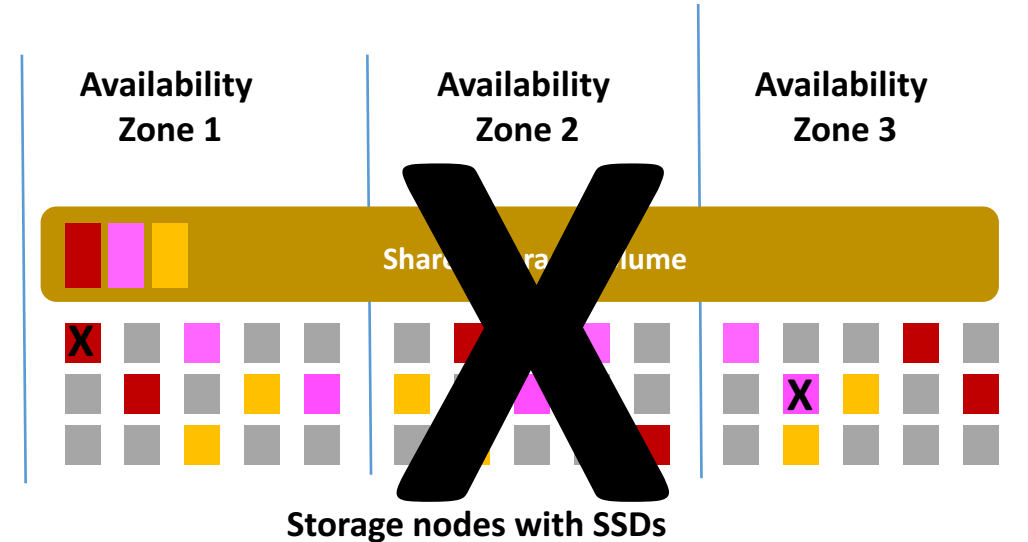 Availability
Zone 1
Availability
Zone 2
Availability
Zone 3
X
X
Storage nodes with SSDs